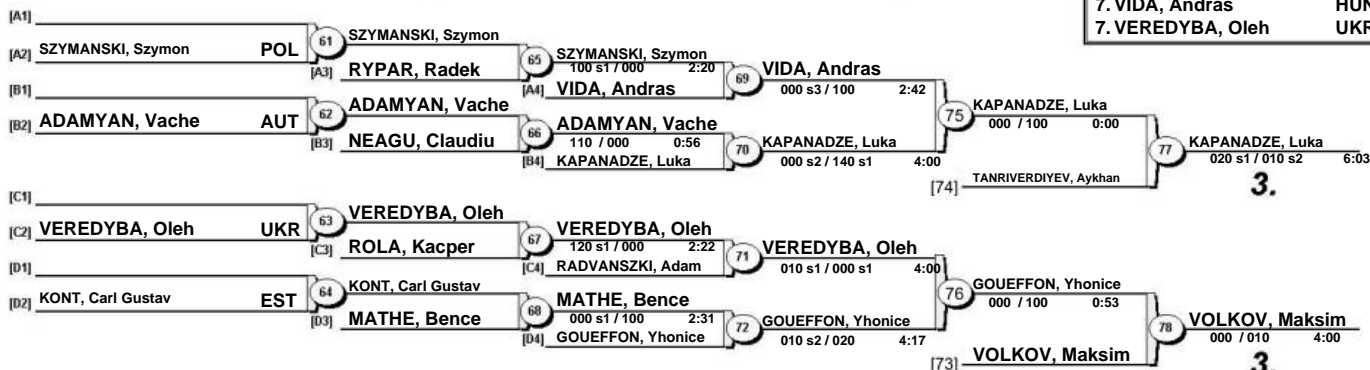 7. VIDA, Andras HUN
7. VEREDYBA, Oleh UKR
[A1]
[A2] SZYMANSKI, Szymon POL
61
SZYMANSKI, Szymon
[A3] RYPAR, Radek
65
SZYMANSKI, Szymon
100 s1 / 000 2:20
[A4] VIDA, Andras
69
VIDA, Andras
000 s3 / 100 2:42
[B1]
[B2] ADAMYAN, Vache AUT
62
ADAMYAN, Vache
[B3] NEAGU, Claudiu
66
ADAMYAN, Vache
110 / 000 0:56
[B4] KAPANADZE, Luka
70
KAPANADZE, Luka
000 s2 / 140 s1 4:00
75
KAPANADZE, Luka
000 / 100 0:00
[74] TANRIVERDIYEV, Aykhan
77
KAPANADZE, Luka
020 s1 / 010 s2 6:03
3.
[C1]
[C2] VEREDYBA, Oleh UKR
63
VEREDYBA, Oleh
[C3] ROLA, Kacper
67
VEREDYBA, Oleh
120 s1 / 000 2:22
[C4] RADVANSZKI, Adam
71
VEREDYBA, Oleh
010 s1 / 000 s1 4:00
[D1]
[D2] KONT, Carl Gustav EST
64
KONT, Carl Gustav
[D3] MATHE, Bence
68
MATHE, Bence
000 s1 / 100 2:31
[D4] GOUEFFON, Yhonice
72
GOUEFFON, Yhonice
010 s2 / 020 4:17
76
GOUEFFON, Yhonice
000 / 100 0:53
[73] VOLKOV, Maksim
78
VOLKOV, Maksim
000 / 010 4:00
3.